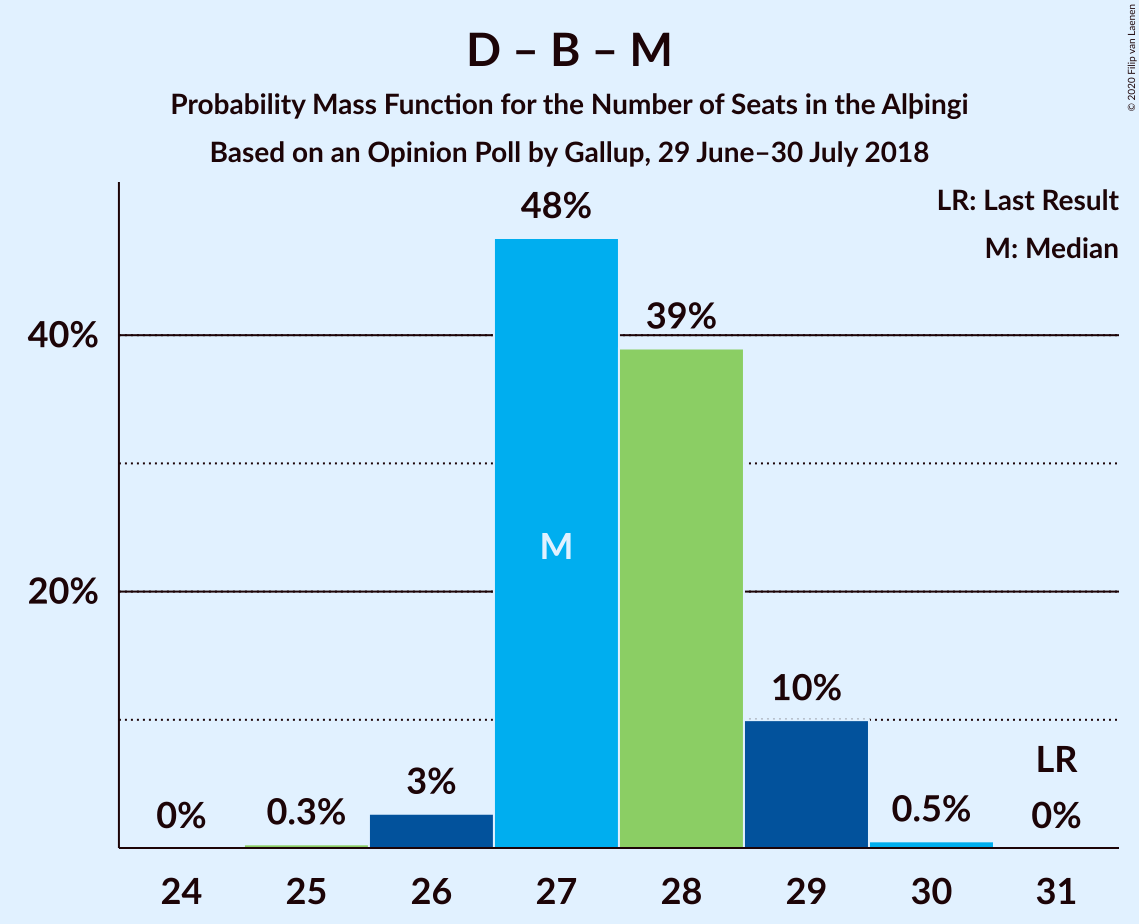 D – B – M
Probability Mass Function for the Number of Seats in the Alþingi
Based on an Opinion Poll by Gallup, 29 June–30 July 2018
© 2020 Filip van Laenen
LR: Last Result
M: Median
48%
39%
40%
M
20%
10%
LR
3%
0%
0.3%
0.5%
0%
24 25 26 27 28 29 30 31